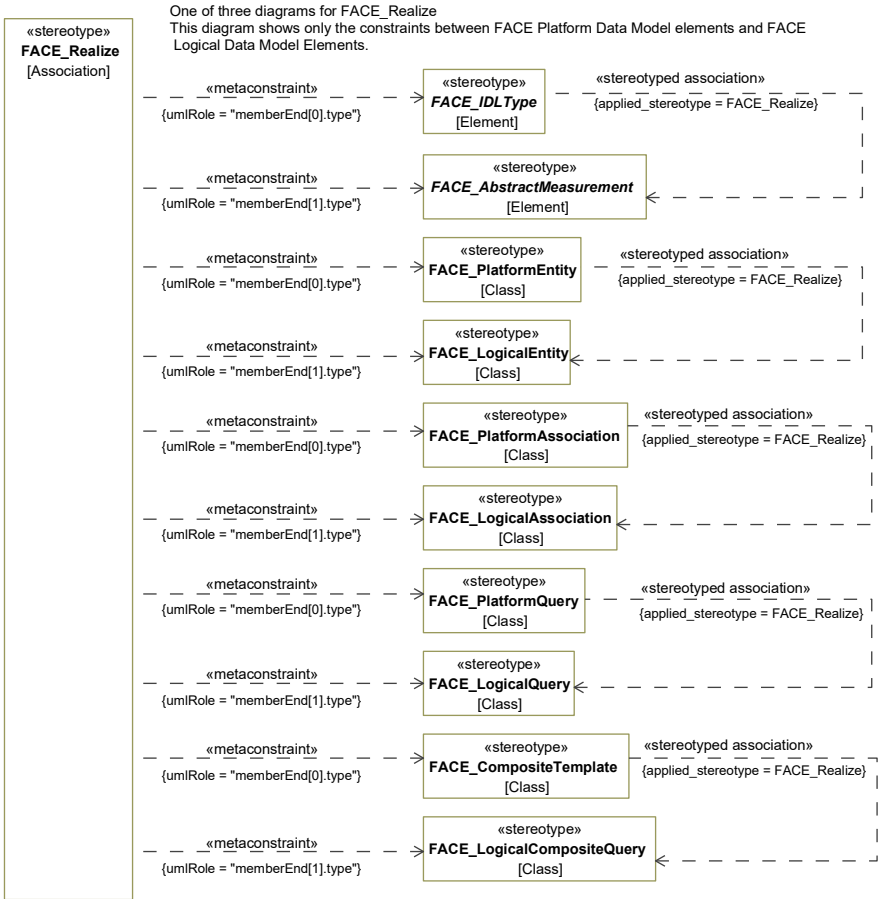 One of three diagrams for FACE_Realize
This diagram shows only the constraints between FACE Platform Data Model elements and FACE
Logical Data Model Elements.
«stereotype»
FACE_Realize
[Association]
«metaconstraint»
{umlRole = "memberEnd[0].type"}
«stereotype»
FACE_IDLType
[Element]
«stereotyped association»
{applied_stereotype = FACE_Realize}
«metaconstraint»
{umlRole = "memberEnd[1].type"}
«stereotype»
FACE_AbstractMeasurement
[Element]
«metaconstraint»
{umlRole = "memberEnd[0].type"}
«stereotype»
FACE_PlatformEntity
[Class]
«stereotyped association»
{applied_stereotype = FACE_Realize}
«metaconstraint»
{umlRole = "memberEnd[1].type"}
«stereotype»
FACE_LogicalEntity
[Class]
«metaconstraint»
{umlRole = "memberEnd[0].type"}
«stereotype»
FACE_PlatformAssociation
[Class]
«stereotyped association»
{applied_stereotype = FACE_Realize}
«metaconstraint»
{umlRole = "memberEnd[1].type"}
«stereotype»
FACE_LogicalAssociation
[Class]
«metaconstraint»
{umlRole = "memberEnd[0].type"}
«stereotype»
FACE_PlatformQuery
[Class]
«stereotyped association»
{applied_stereotype = FACE_Realize}
«metaconstraint»
{umlRole = "memberEnd[1].type"}
«stereotype»
FACE_LogicalQuery
[Class]
«metaconstraint»
{umlRole = "memberEnd[0].type"}
«stereotype»
FACE_CompositeTemplate
[Class]
«stereotyped association»
{applied_stereotype = FACE_Realize}
«metaconstraint»
{umlRole = "memberEnd[1].type"}
«stereotype»
FACE_LogicalCompositeQuery
[Class]